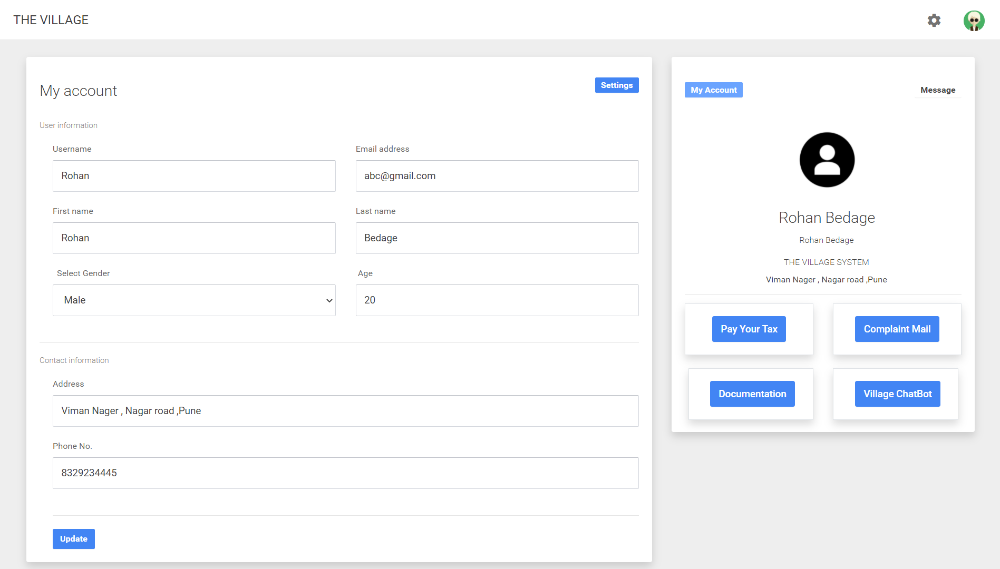 THE VILLAGE
My account
Settings
User information
Username
Email address
Rohan
abc@gmail.com
First name
Last name
Rohan
Bedage
Select Gender
Age
Male
20
Contact information
Address
Viman Nager , Nagar road ,Pune
Phone No.
8329234445
Update
My Account
Message
Rohan Bedage
Rohan Bedage
THE VILLAGE SYSTEM
Viman Nager , Nagar road ,Pune
Pay Your Tax
Complaint Mail
Documentation
Village ChatBot